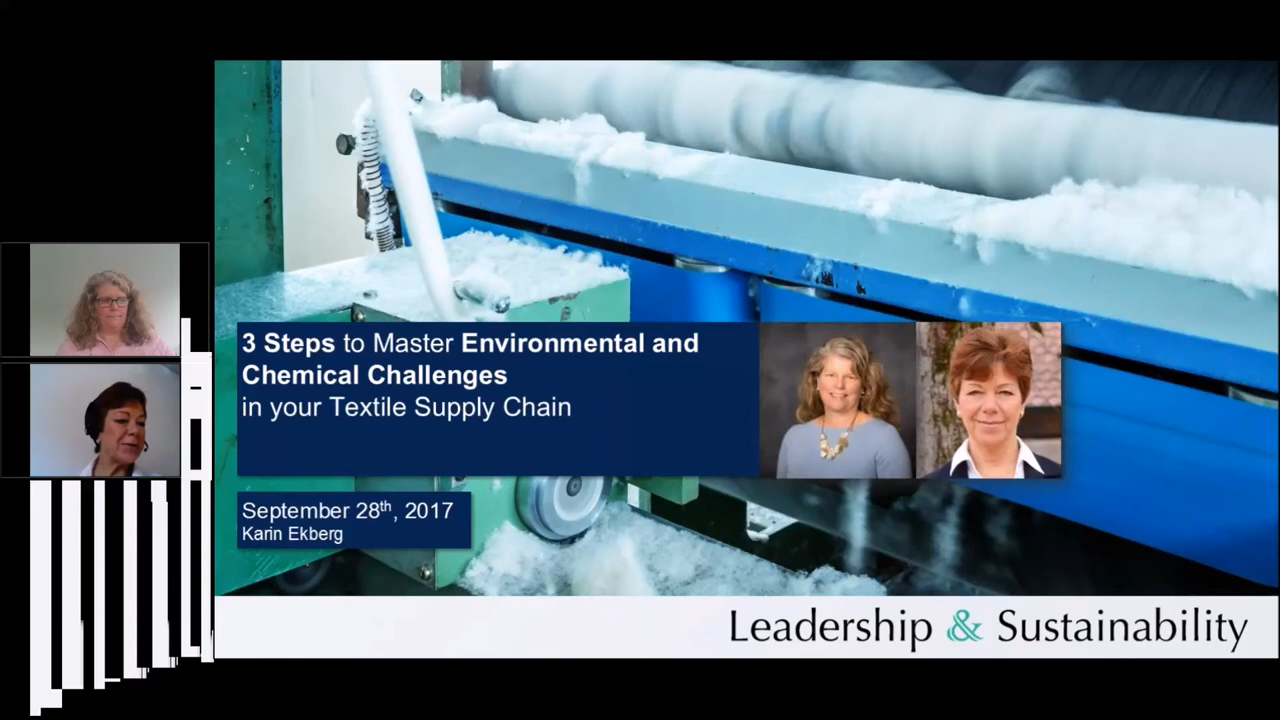 3 Steps to Master Environmental and
Chemical Challenges
in your Textile Supply Chain
September 28th, 2017
Karin Ekberg
Leadership & Sustainability